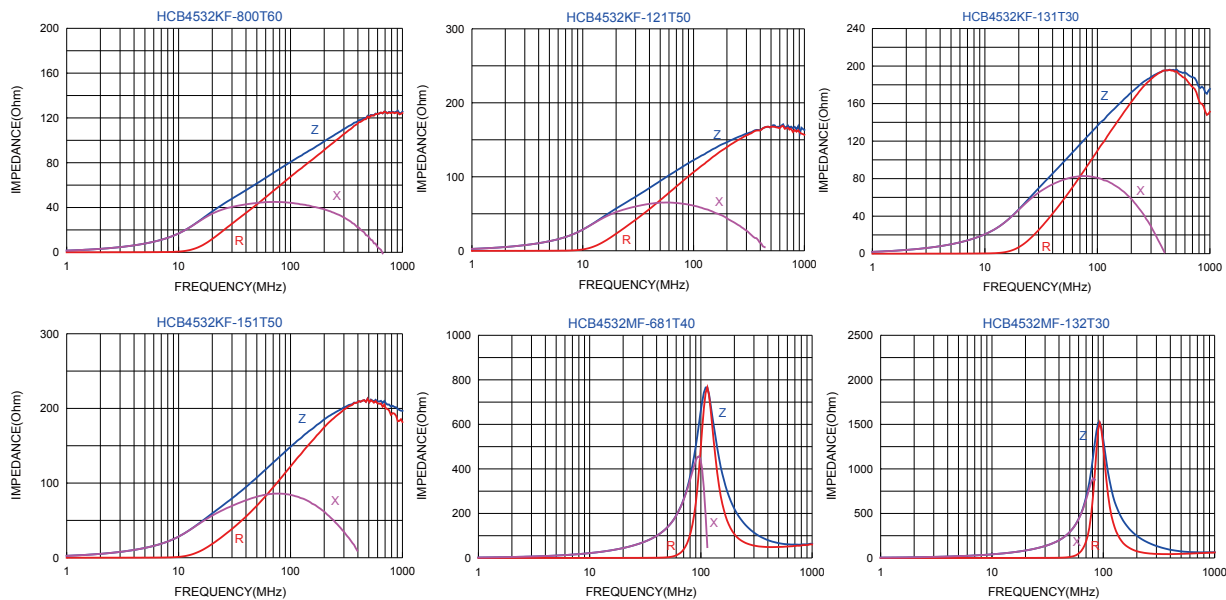 HCB4532KF-800T60
200
160
120
80
40
0
IMPEDANCE(Ohm)
Z
X
R
1
10
100
1000
FREQUENCY(MHz)
HCB4532KF-121T50
300
200
150
100
50
0
IMPEDANCE(Ohm)
Z
X
R
1
10
100
1000
FREQUENCY(MHz)
HCB4532KF-131T30
240
200
160
120
80
40
0
IMPEDANCE(Ohm)
Z
X
R
1
10
100
1000
FREQUENCY(MHz)
HCB4532KF-151T50
300
200
100
0
IMPEDANCE(Ohm)
Z
X
R
1
10
100
1000
FREQUENCY(MHz)
HCB4532MF-681T40
1000
800
600
400
200
0
IMPEDANCE(Ohm)
Z
X
R
1
10
100
1000
FREQUENCY(MHz)
HCB4532MF-132T30
2500
2000
1500
1000
500
0
IMPEDANCE(Ohm)
Z
X
R
1
10
100
1000
FREQUENCY(MHz)